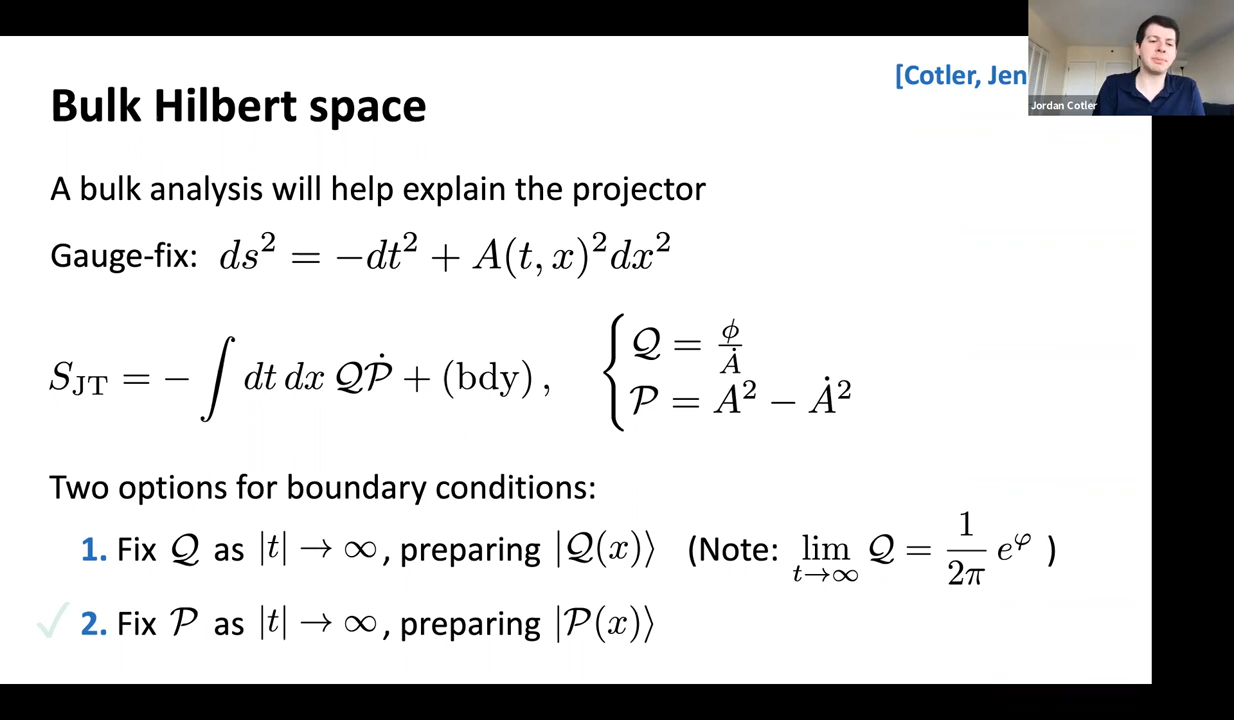 [Cotler, Jen
Jordan Cotler
Bulk Hilbert space
A bulk analysis will help explain the projector
Gauge-fix: ds² = −dt² + A(t, x)²dx²
S_JT = − ∫ dt dx 𝒬𝒫̇ + (bdy) , { 𝒬 = ϕ/Ȧ
𝒫 = A² − Ȧ²
Two options for boundary conditions:
1. Fix 𝒬 as |t| → ∞, preparing |𝒬(x)⟩ (Note: lim_{t→∞} 𝒬 = 1/2π e^φ )
✓ 2. Fix 𝒫 as |t| → ∞, preparing |𝒫(x)⟩